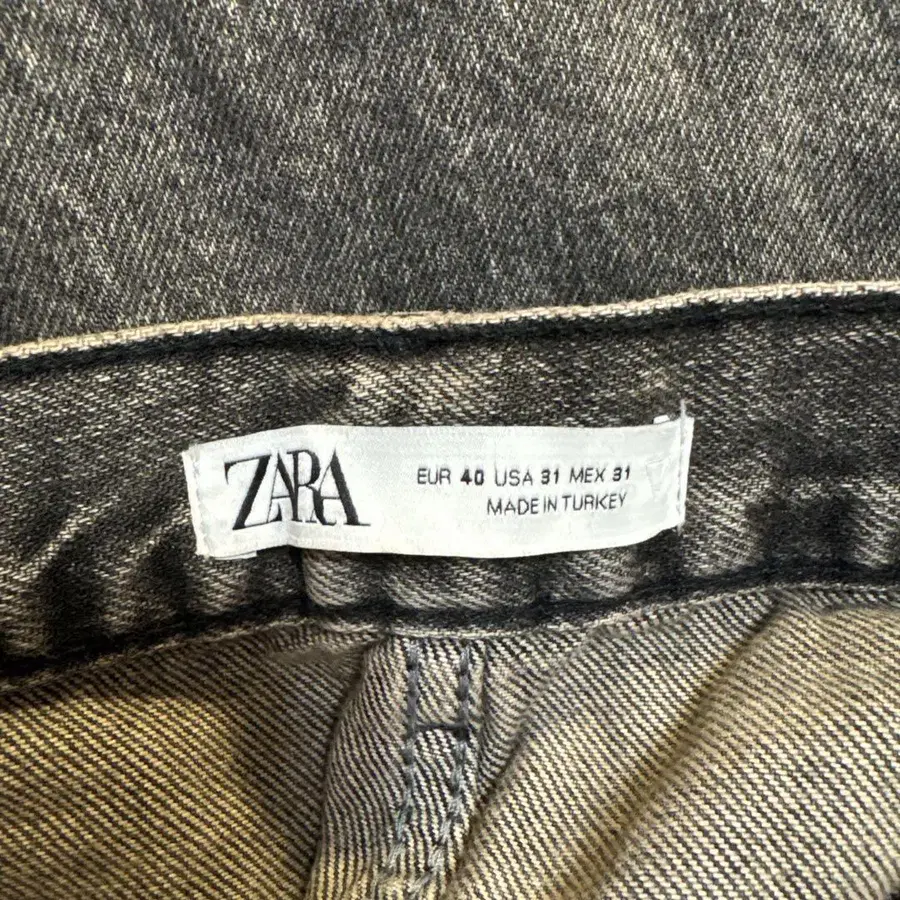 ZARA
EUR 40 USA 31 MEX 31
MADE IN TURKEY